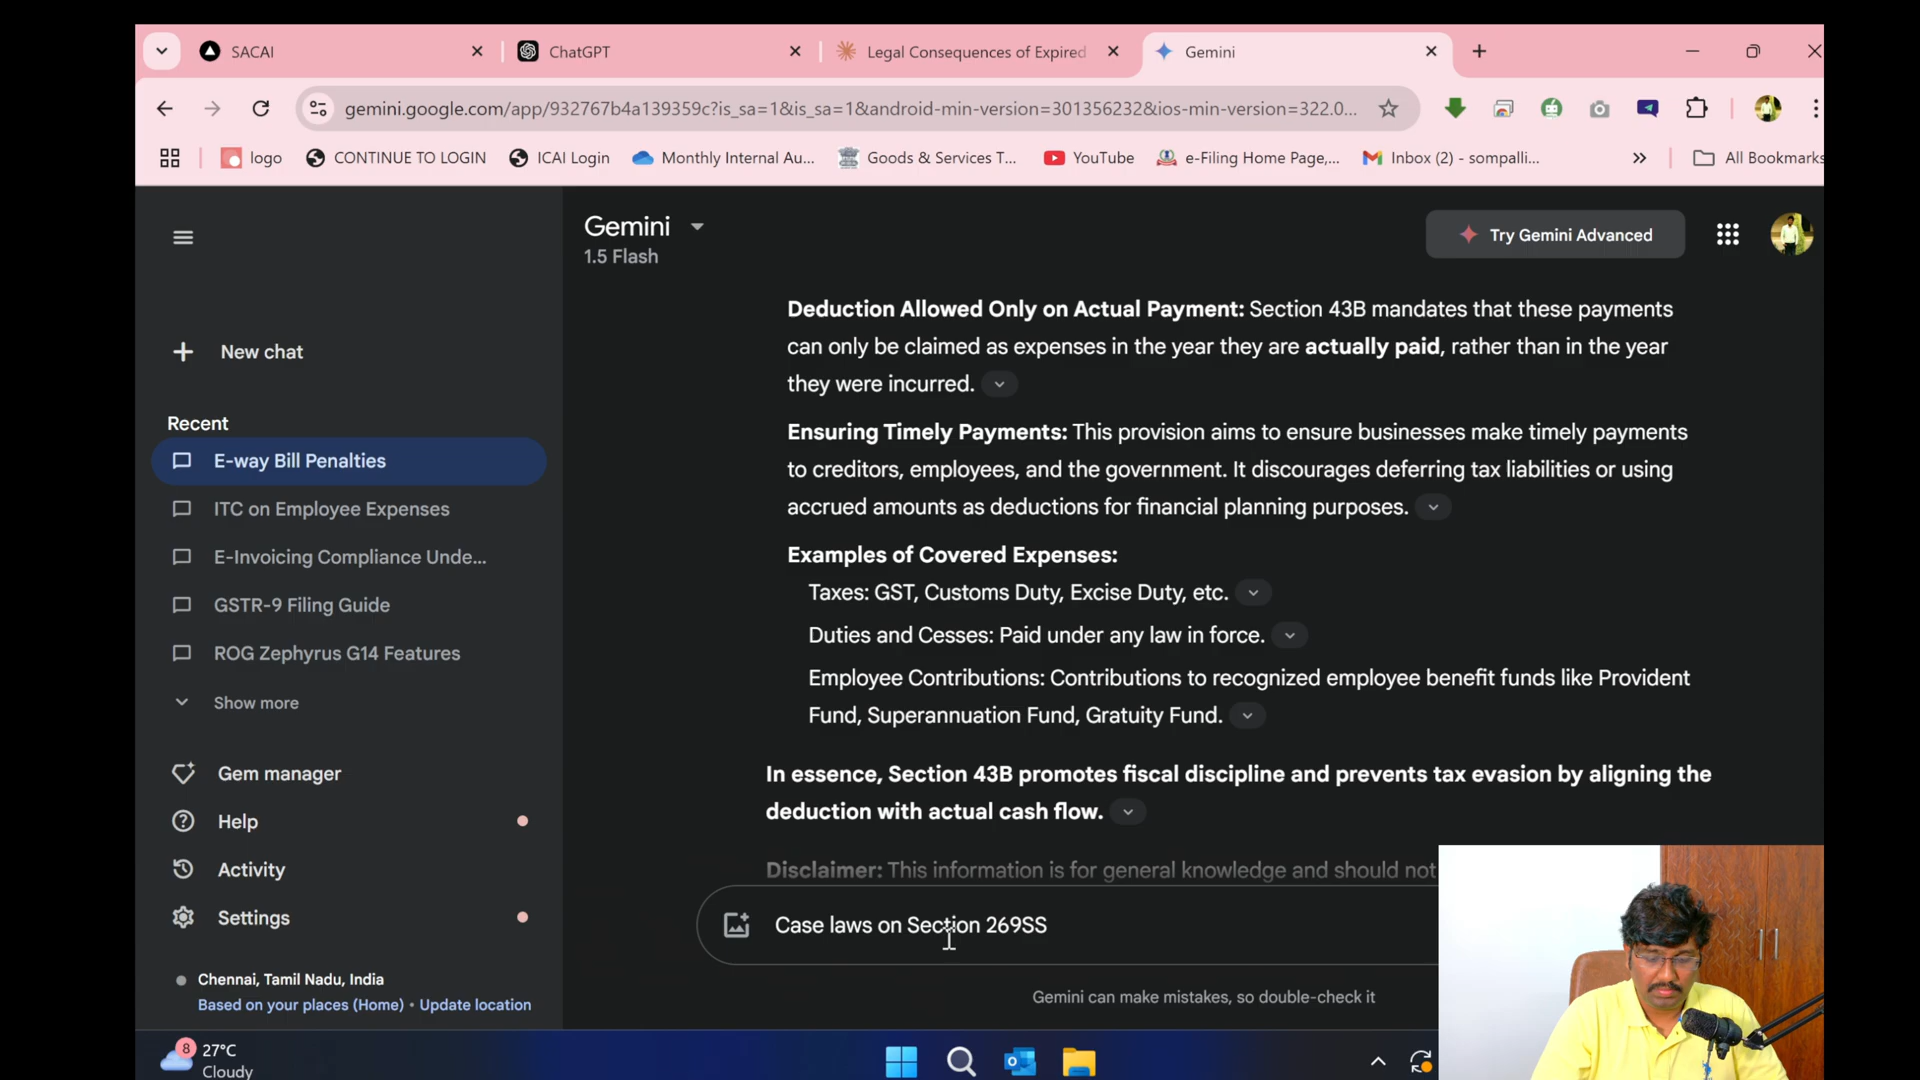 SACAI
ChatGPT
Legal Consequences of Expired
Gemini
gemini.google.com/app/932767b4a139359c?is_sa=1&is_sa=1&android-min-version=301356232&ios-min-version=322.0...
logo
CONTINUE TO LOGIN
ICAI Login
Monthly Internal Au...
Goods & Services T...
YouTube
e-Filing Home Page,...
Inbox (2) - sompalli...
All Bookmarks
Gemini
1.5 Flash
Try Gemini Advanced
New chat
Recent
E-way Bill Penalties
ITC on Employee Expenses
E-Invoicing Compliance Unde...
GSTR-9 Filing Guide
ROG Zephyrus G14 Features
Show more
Gem manager
Help
Activity
Settings
Chennai, Tamil Nadu, India
Based on your places (Home) • Update location
Deduction Allowed Only on Actual Payment: Section 43B mandates that these payments
can only be claimed as expenses in the year they are actually paid, rather than in the year
they were incurred.
Ensuring Timely Payments: This provision aims to ensure businesses make timely payments
to creditors, employees, and the government. It discourages deferring tax liabilities or using
accrued amounts as deductions for financial planning purposes.
Examples of Covered Expenses:
Taxes: GST, Customs Duty, Excise Duty, etc.
Duties and Cesses: Paid under any law in force.
Employee Contributions: Contributions to recognized employee benefit funds like Provident
Fund, Superannuation Fund, Gratuity Fund.
In essence, Section 43B promotes fiscal discipline and prevents tax evasion by aligning the
deduction with actual cash flow.
Disclaimer: This information is for general knowledge and should not
Case laws on Section 269SS
Gemini can make mistakes, so double-check it
8
27°C
Cloudy